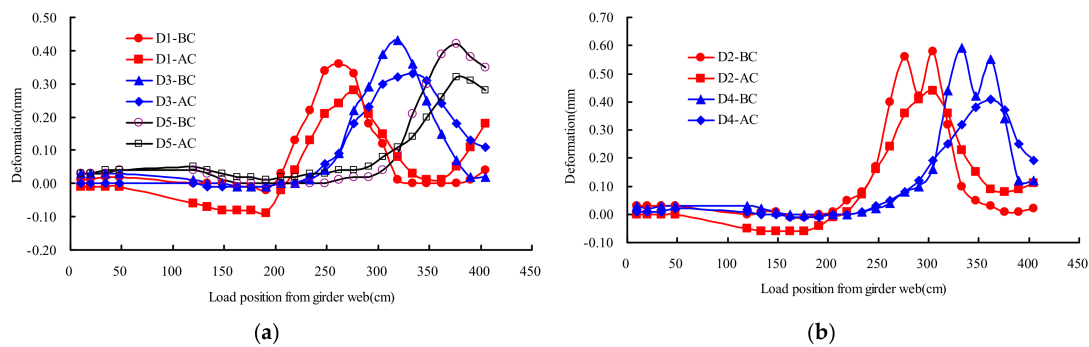 0.50
0.40
0.30
0.20
0.10
0.00
-0.10
-0.20
Deformation(mm
D1-BC
D1-AC
D3-BC
D3-AC
D5-BC
D5-AC
0 50 100 150 200 250 300 350 400 450
Load position from girder web(cm)
(a)
0.70
0.60
0.50
0.40
0.30
0.20
0.10
0.00
-0.10
Deformation(mm
D2-BC
D2-AC
D4-BC
D4-AC
0 50 100 150 200 250 300 350 400 450
Load position from girder web(cm)
(b)